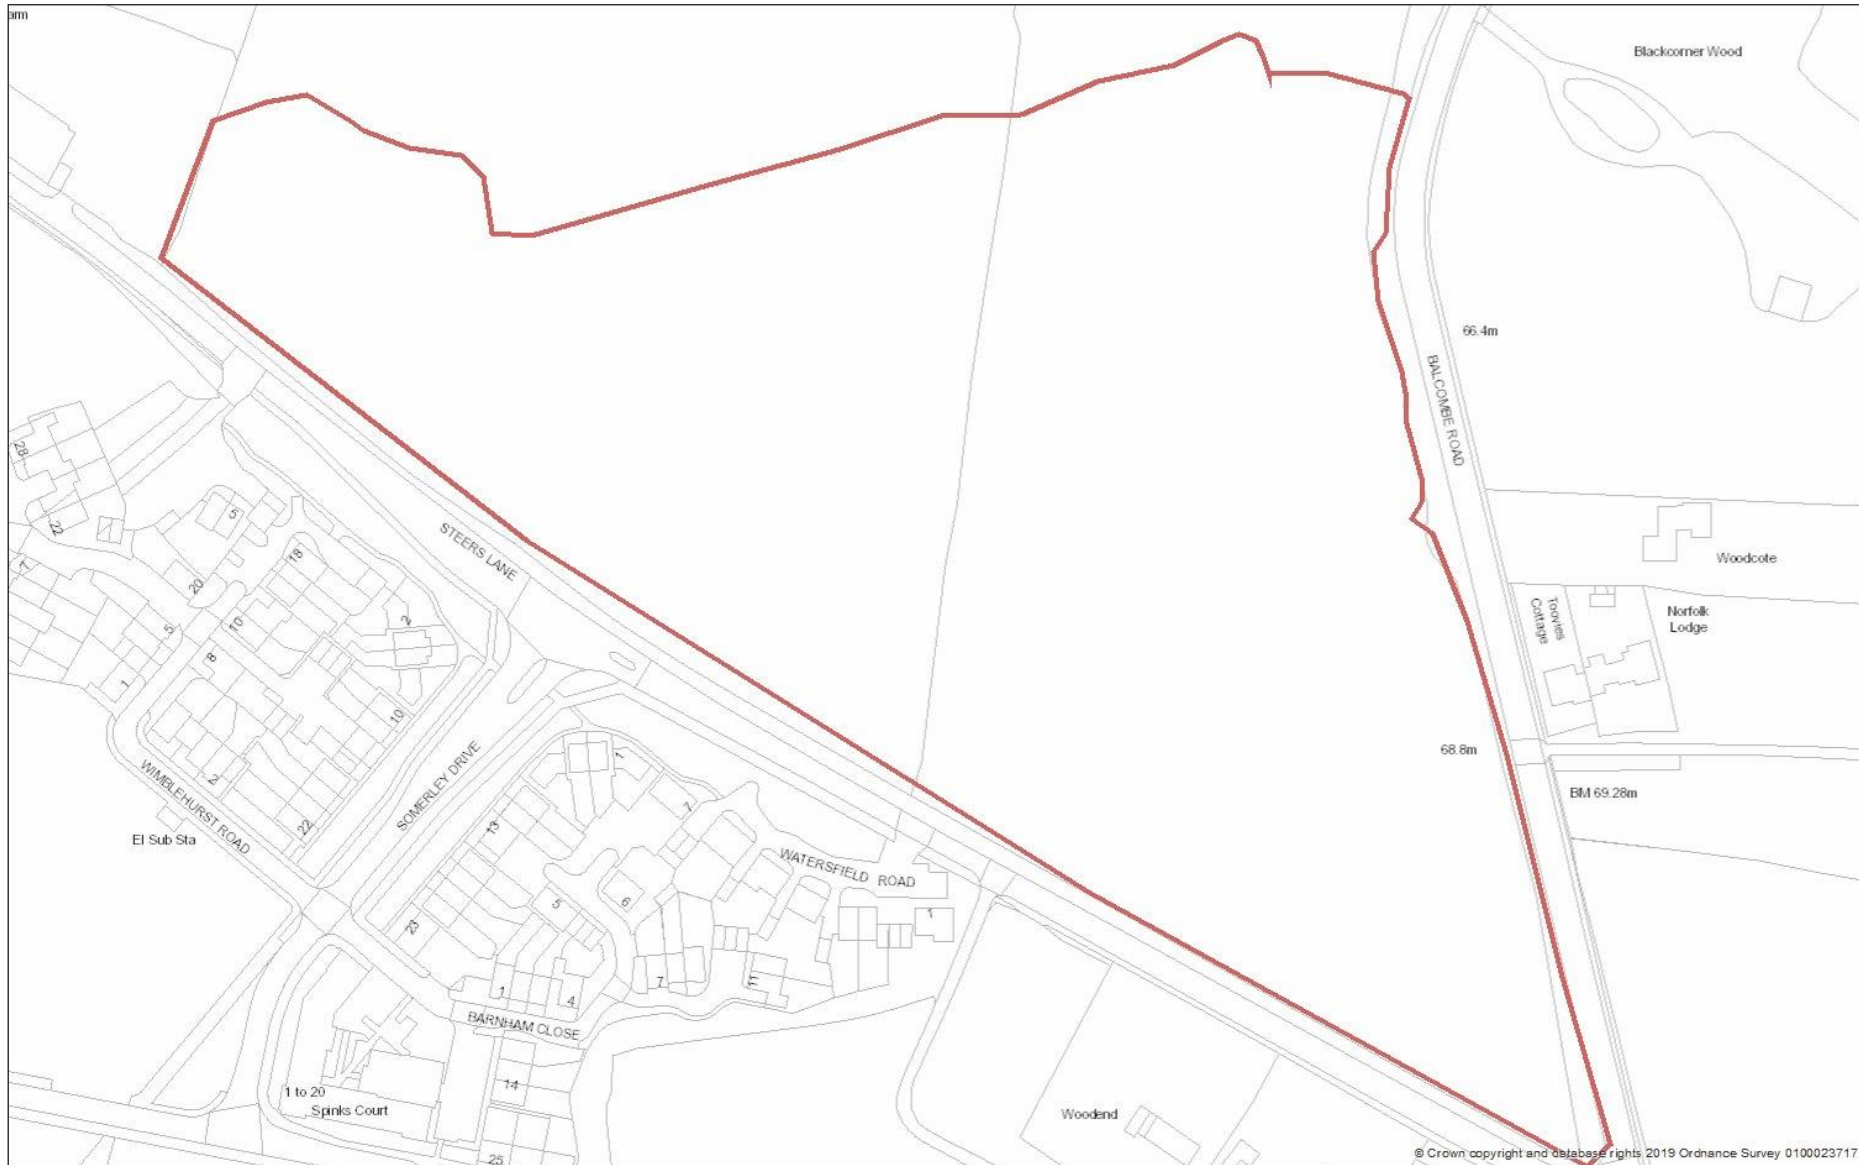 arm
Blackcorner Wood
66.4m
BALCOMBE ROAD
28
5
22
STEERS LANE
18
Woodcote
7
20
Toovies
Cottage
Norfolk
Lodge
2
10
5
8
1
10
68.8m
2
1
SOMERLEY DRIVE
WIMBLEHURST ROAD
BM 69.28m
7
22
13
El Sub Sta
WATERSFIELD ROAD
6
5
1
23
7
11
1
4
BARNHAM CLOSE
14
1 to 20
Spinks Court
Woodend
25
© Crown copyright and database rights 2019 Ordnance Survey 0100023717